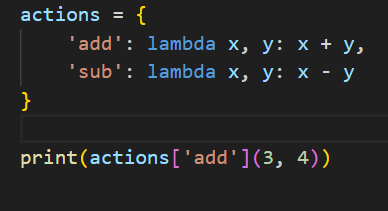 actions = {
    'add': lambda x, y: x + y,
    'sub': lambda x, y: x - y
}

print(actions['add'](3, 4))